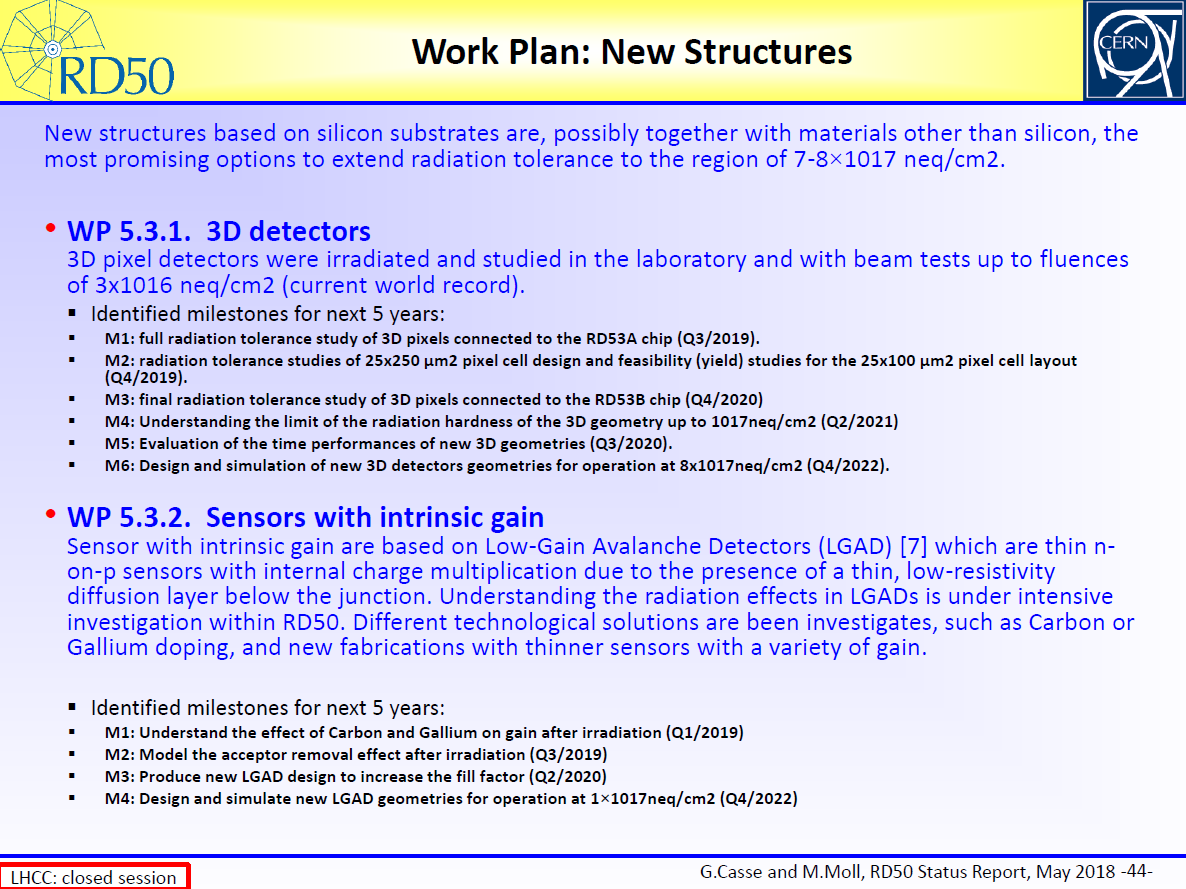 RD50
Work Plan: New Structures
CERN
New structures based on silicon substrates are, possibly together with materials other than silicon, the
most promising options to extend radiation tolerance to the region of 7-8×1017 neq/cm2.
• WP 5.3.1. 3D detectors
3D pixel detectors were irradiated and studied in the laboratory and with beam tests up to fluences
of 3x1016 neq/cm2 (current world record).
▪ Identified milestones for next 5 years:
▪ M1: full radiation tolerance study of 3D pixels connected to the RD53A chip (Q3/2019).
▪ M2: radiation tolerance studies of 25x250 µm2 pixel cell design and feasibility (yield) studies for the 25x100 µm2 pixel cell layout
(Q4/2019).
▪ M3: final radiation tolerance study of 3D pixels connected to the RD53B chip (Q4/2020)
▪ M4: Understanding the limit of the radiation hardness of the 3D geometry up to 1017neq/cm2 (Q2/2021)
▪ M5: Evaluation of the time performances of new 3D geometries (Q3/2020).
▪ M6: Design and simulation of new 3D detectors geometries for operation at 8x1017neq/cm2 (Q4/2022).
• WP 5.3.2. Sensors with intrinsic gain
Sensor with intrinsic gain are based on Low-Gain Avalanche Detectors (LGAD) [7] which are thin n-
on-p sensors with internal charge multiplication due to the presence of a thin, low-resistivity
diffusion layer below the junction. Understanding the radiation effects in LGADs is under intensive
investigation within RD50. Different technological solutions are been investigates, such as Carbon or
Gallium doping, and new fabrications with thinner sensors with a variety of gain.
▪ Identified milestones for next 5 years:
▪ M1: Understand the effect of Carbon and Gallium on gain after irradiation (Q1/2019)
▪ M2: Model the acceptor removal effect after irradiation (Q3/2019)
▪ M3: Produce new LGAD design to increase the fill factor (Q2/2020)
▪ M4: Design and simulate new LGAD geometries for operation at 1×1017neq/cm2 (Q4/2022)
LHCC: closed session
G.Casse and M.Moll, RD50 Status Report, May 2018 -44-